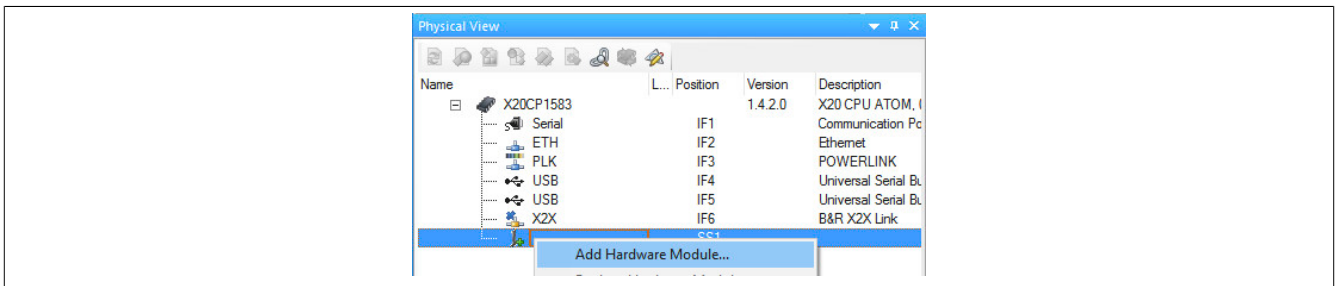 Physical View
Name L... Position Version Description
X20CP1583 1.4.2.0 X20 CPU ATOM, (
Serial IF1 Communication Po
ETH IF2 Ethernet
PLK IF3 POWERLINK
USB IF4 Universal Serial Bu
USB IF5 Universal Serial Bu
X2X IF6 B&R X2X Link
SS1
Add Hardware Module...